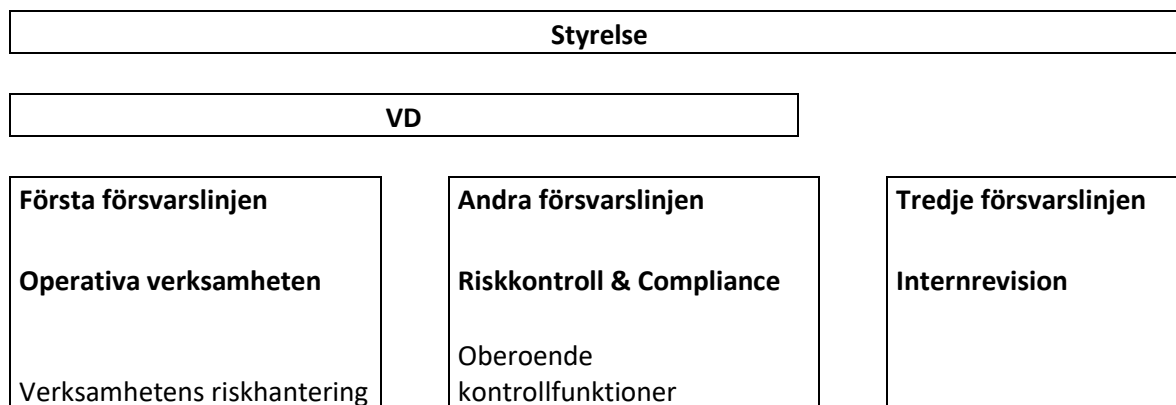 Styrelse
VD
Första försvarslinjen
Operativa verksamheten
Verksamhetens riskhantering
Andra försvarslinjen
Riskkontroll & Compliance
Oberoende
kontrollfunktioner
Tredje försvarslinjen
Internrevision